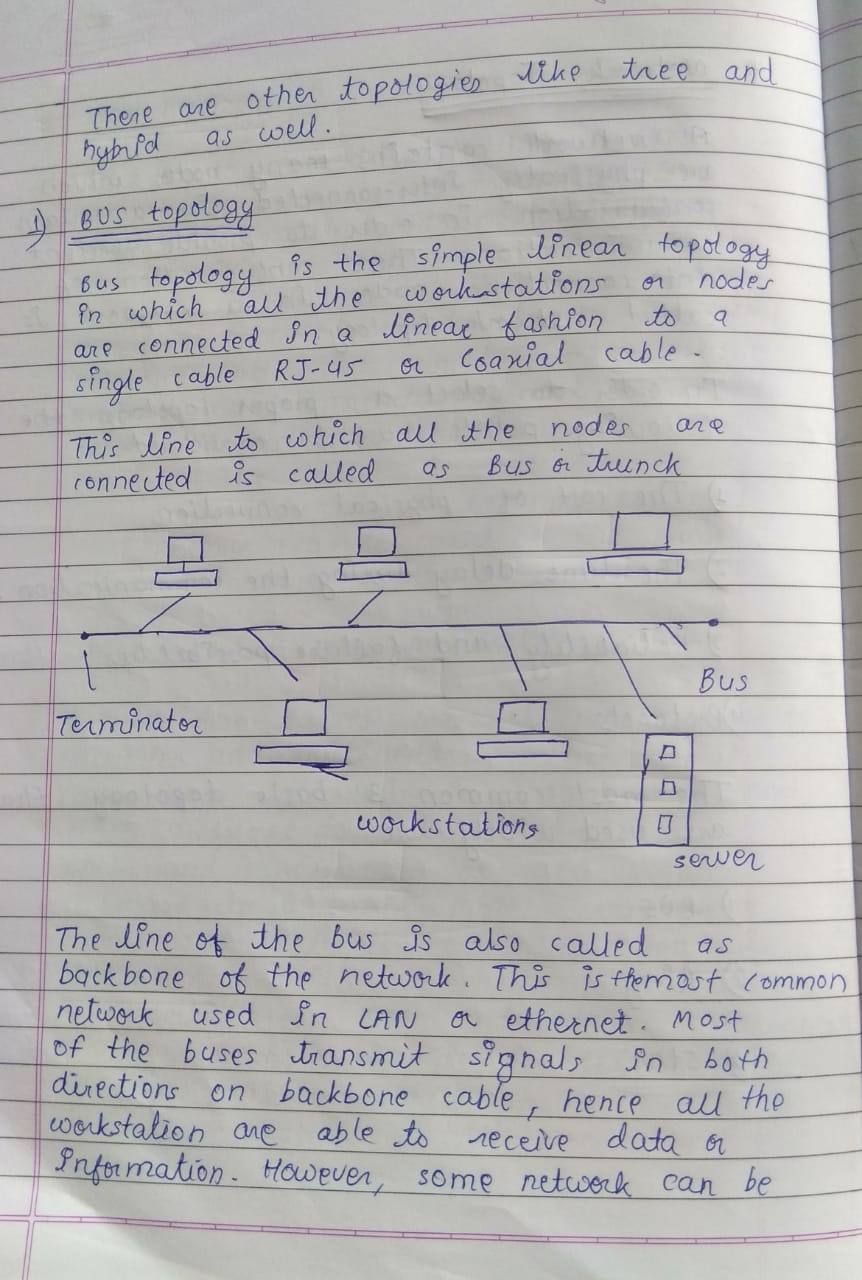 There are other topologies like tree and
hybrid as well.
1) BUS topology
Bus topology is the simple linear topology
in which all the workstations or nodes
are connected in a linear fashion to a
single cable RJ-45 or Coaxial cable.
This line to which all the nodes are
connected is called as Bus or trunck
Bus
Terminator
workstations
server
The line of the bus is also called as
backbone of the network. This is the most common
network used in LAN or ethernet. Most
of the buses transmit signals in both
directions on backbone cable, hence all the
workstation are able to receive data or
Information. However, some network can be